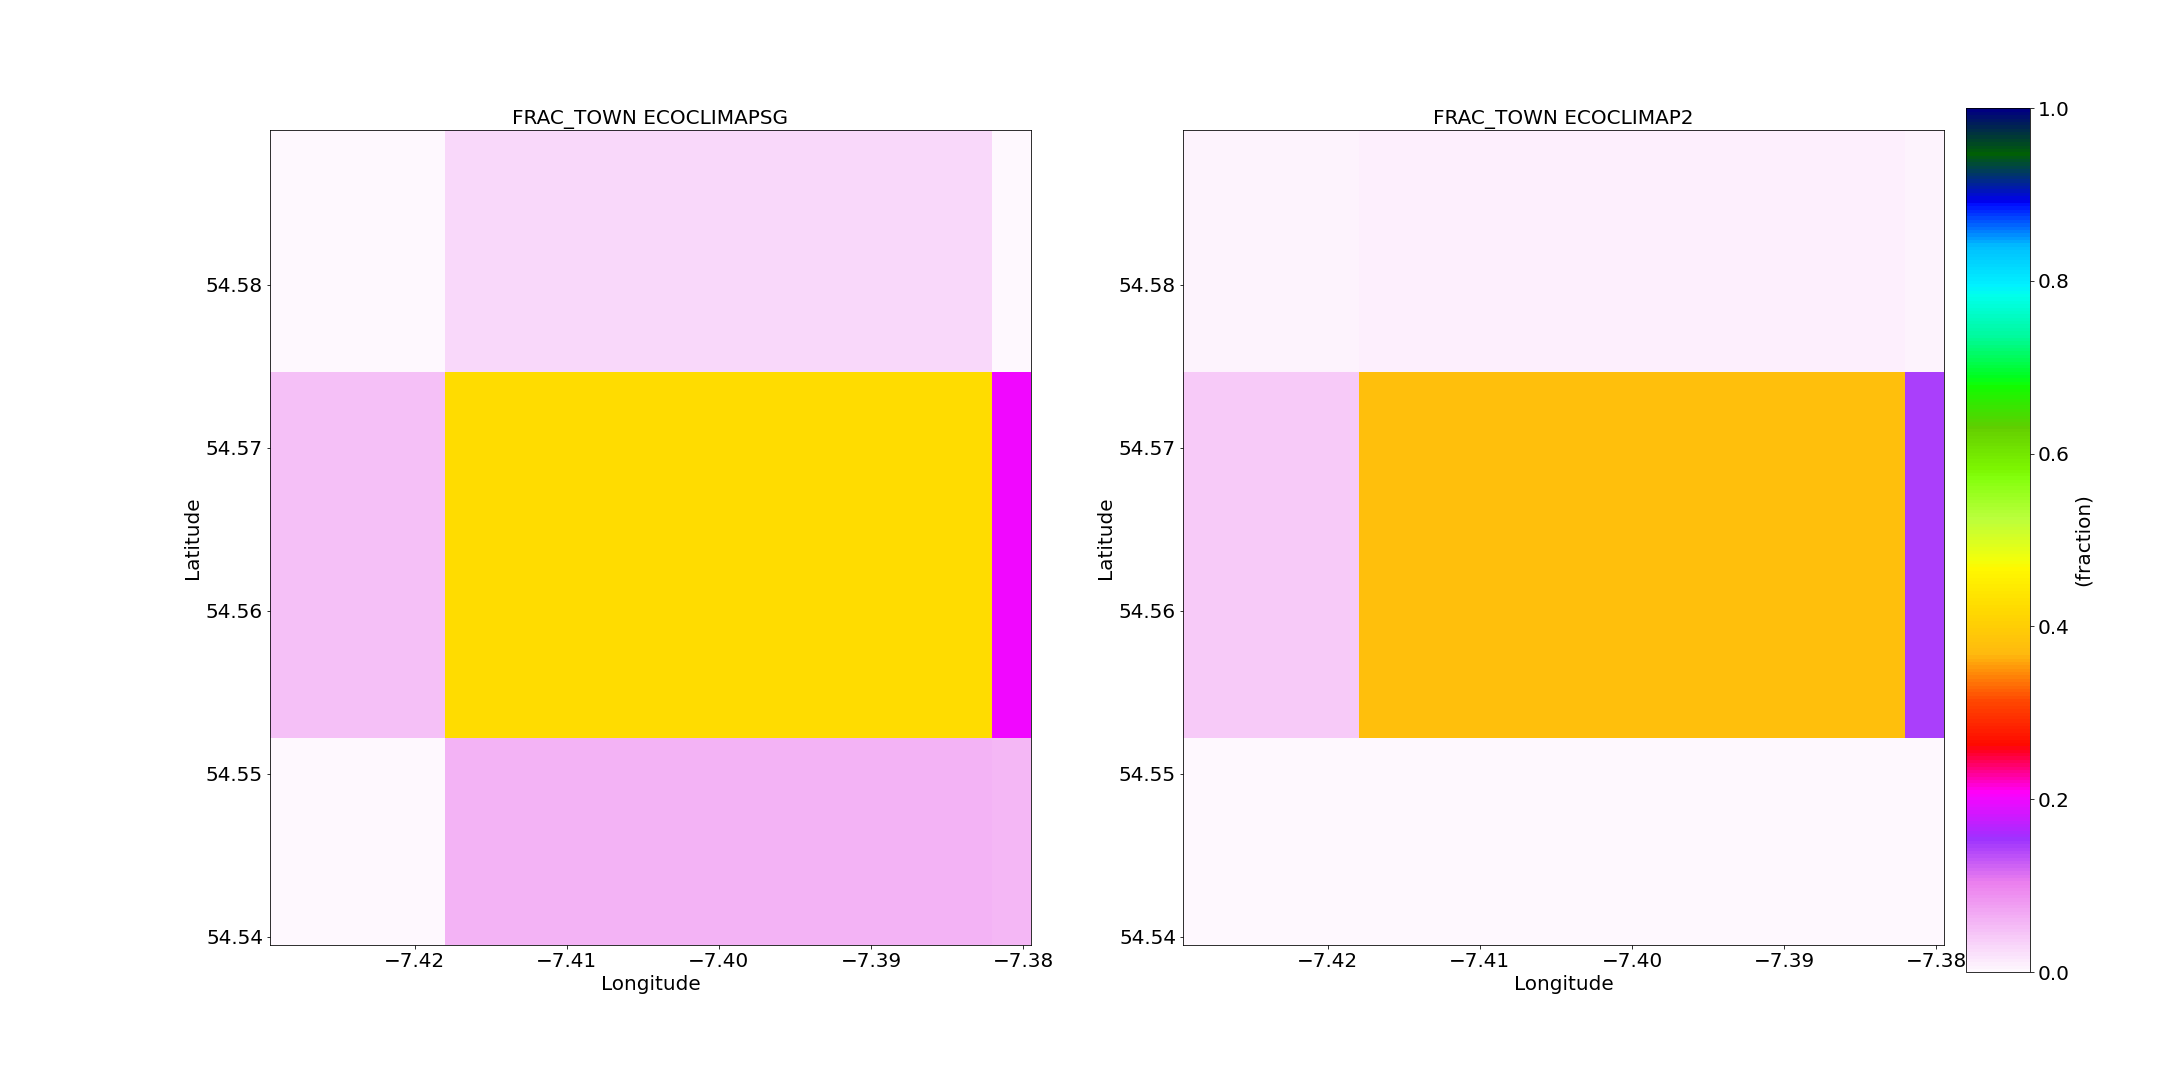 FRAC_TOWN ECOCLIMAPSG
54.58
54.57
54.56
54.55
54.54
Latitude
−7.42 −7.41 −7.40 −7.39 −7.38
Longitude
FRAC_TOWN ECOCLIMAP2
54.58
54.57
54.56
54.55
54.54
Latitude
−7.42 −7.41 −7.40 −7.39 −7.38
Longitude
1.0
0.8
0.6
0.4
0.2
0.0
(fraction)